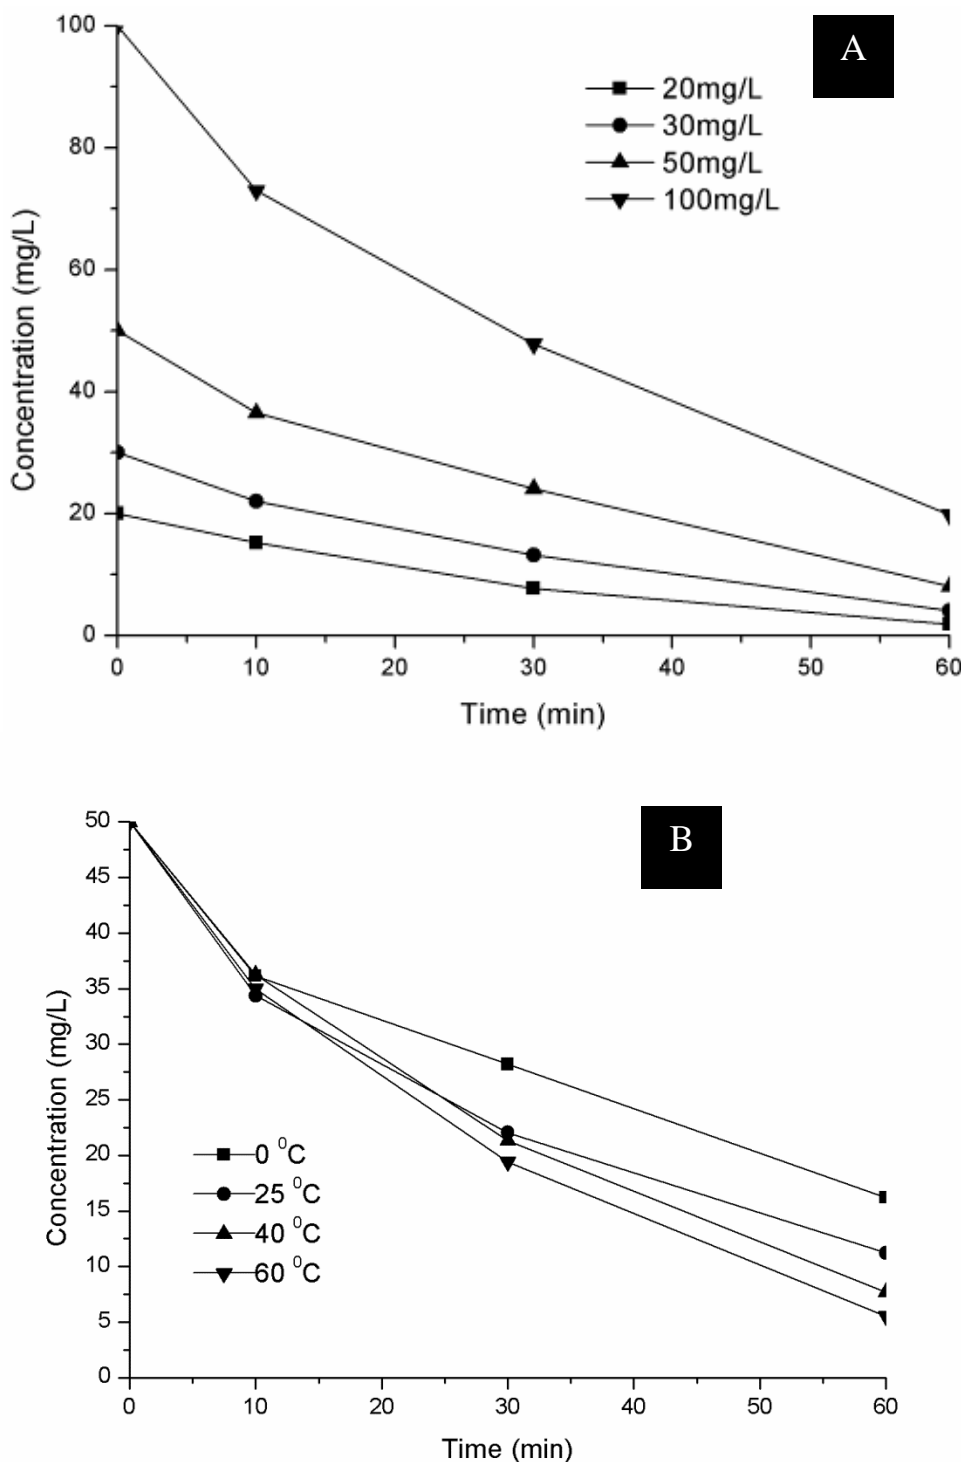 A
20mg/L
30mg/L
50mg/L
100mg/L
100
80
60
40
20
0
Concentration (mg/L)
0 10 20 30 40 50 60
Time (min)
B
50
45
40
35
30
25
20
15
10
5
0
Concentration (mg/L)
0 ⁰C
25 ⁰C
40 ⁰C
60 ⁰C
0 10 20 30 40 50 60
Time (min)